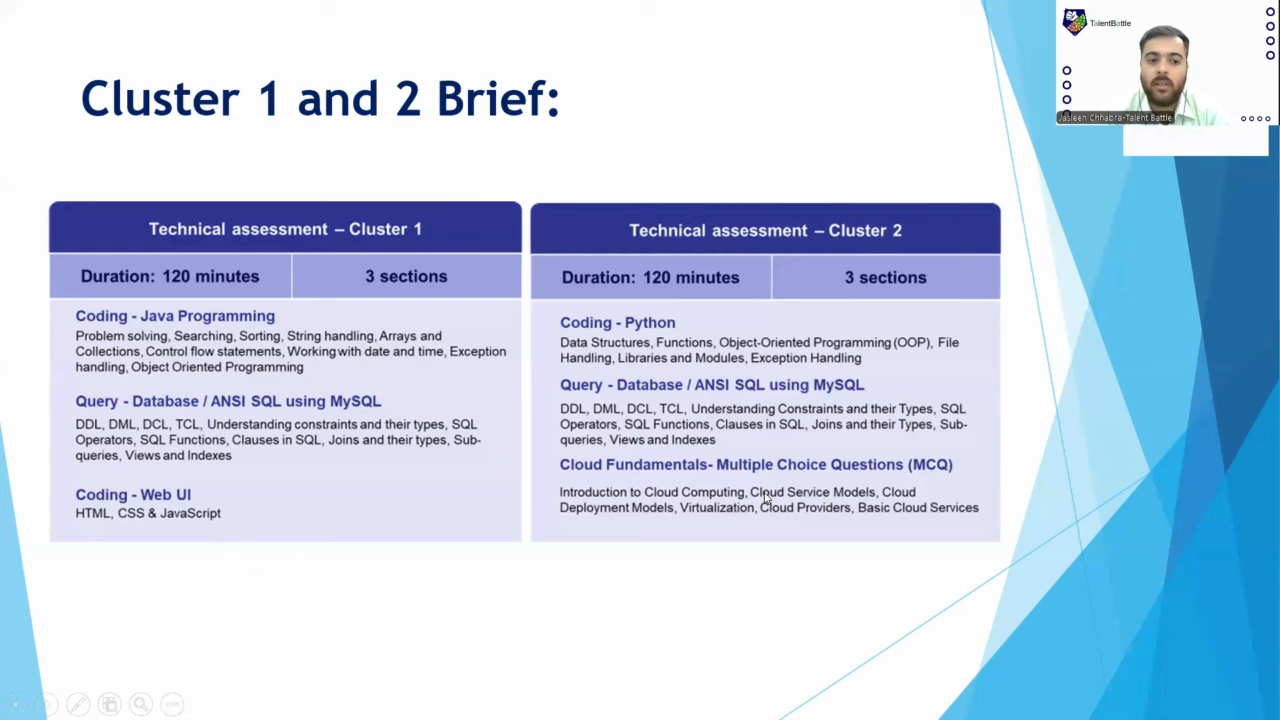 TalentBattle
Jasleen Chhabra-Talent Battle
Cluster 1 and 2 Brief:
Technical assessment – Cluster 1
Duration: 120 minutes
3 sections
Coding - Java Programming
Problem solving, Searching, Sorting, String handling, Arrays and
Collections, Control flow statements, Working with date and time, Exception
handling, Object Oriented Programming
Query - Database / ANSI SQL using MySQL
DDL, DML, DCL, TCL, Understanding constraints and their types, SQL
Operators, SQL Functions, Clauses in SQL, Joins and their types, Sub-
queries, Views and Indexes
Coding - Web UI
HTML, CSS & JavaScript
Technical assessment – Cluster 2
Duration: 120 minutes
3 sections
Coding - Python
Data Structures, Functions, Object-Oriented Programming (OOP), File
Handling, Libraries and Modules, Exception Handling
Query - Database / ANSI SQL using MySQL
DDL, DML, DCL, TCL, Understanding Constraints and their Types, SQL
Operators, SQL Functions, Clauses in SQL, Joins and their Types, Sub-
queries, Views and Indexes
Cloud Fundamentals- Multiple Choice Questions (MCQ)
Introduction to Cloud Computing, Cloud Service Models, Cloud
Deployment Models, Virtualization, Cloud Providers, Basic Cloud Services